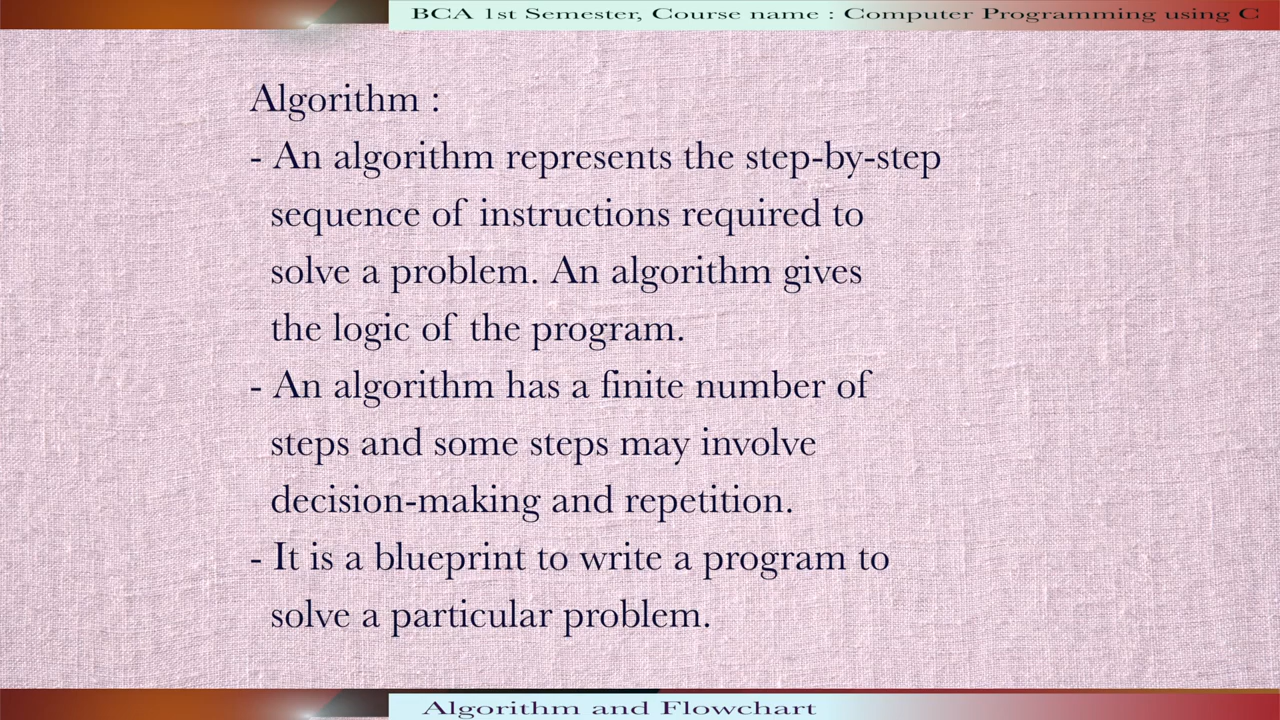 BCA 1st Semester, Course name : Computer Programming using C
Algorithm :
- An algorithm represents the step-by-step
sequence of instructions required to
solve a problem. An algorithm gives
the logic of the program.
- An algorithm has a finite number of
steps and some steps may involve
decision-making and repetition.
- It is a blueprint to write a program to
solve a particular problem.
Algorithm and Flowchart